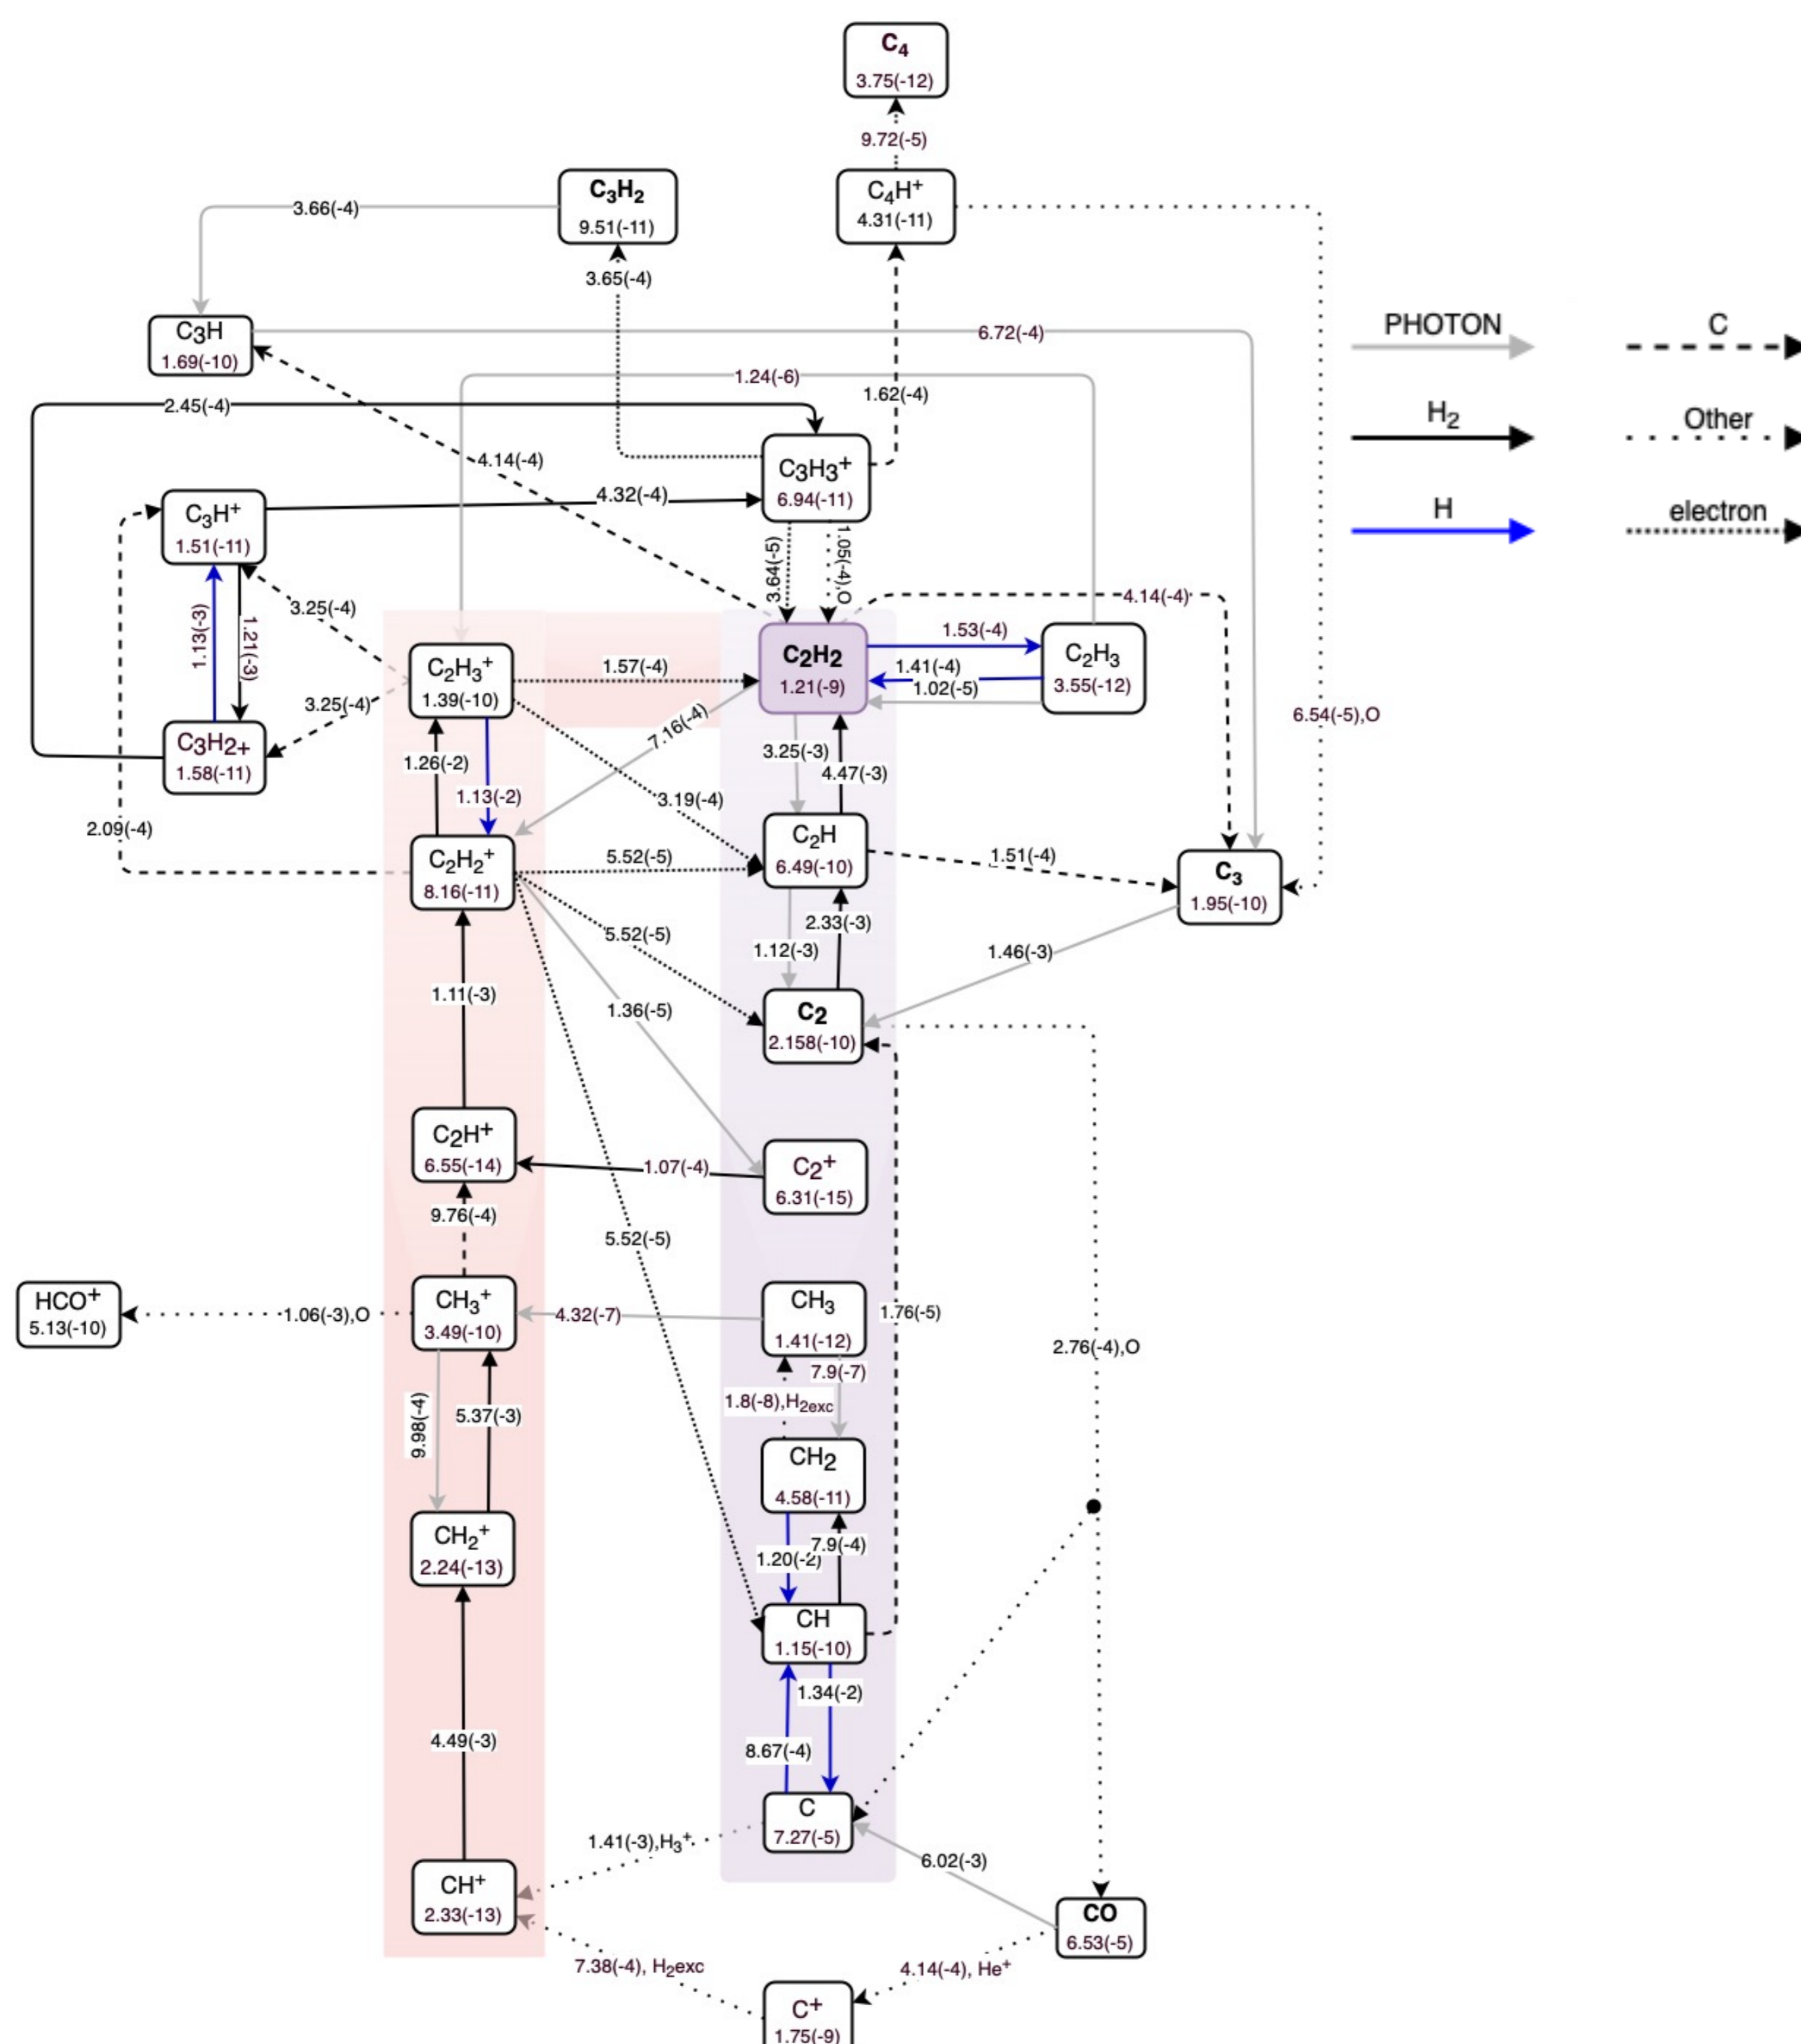 C4
3.75(-12)
9.72(-5)
C3H2
9.51(-11)
C4H+
4.31(-11)
3.66(-4)
3.65(-4)
C3H
1.69(-10)
6.72(-4)
PHOTON
C
1.24(-6)
1.62(-4)
2.45(-4)
H2
Other
4.14(-4)
C3H3+
6.94(-11)
4.32(-4)
C3H+
1.51(-11)
H
electron
3.64(-5)
1.05(-4),O
1.13(-3)
1.21(-3)
3.25(-4)
4.14(-4)
C2H3+
1.39(-10)
1.57(-4)
C2H2
1.21(-9)
1.53(-4)
1.41(-4)
1.02(-5)
C2H3
3.55(-12)
3.25(-4)
C3H2+
1.58(-11)
6.54(-5),O
7.16(-4)
1.26(-2)
1.13(-2)
3.25(-3)
4.47(-3)
3.19(-4)
2.09(-4)
C2H2+
8.16(-11)
5.52(-5)
C2H
6.49(-10)
1.51(-4)
C3
1.95(-10)
5.52(-5)
1.12(-3)
2.33(-3)
1.46(-3)
1.11(-3)
1.36(-5)
C2
2.158(-10)
C2H+
6.55(-14)
1.07(-4)
C2+
6.31(-15)
9.76(-4)
5.52(-5)
HCO+
5.13(-10)
1.06(-3),O
CH3+
3.49(-10)
4.32(-7)
CH3
1.41(-12)
1.76(-5)
2.76(-4),O
7.9(-7)
1.8(-8),H2exc
9.98(-4)
5.37(-3)
CH2
4.58(-11)
CH2+
2.24(-13)
1.20(-2)
7.9(-4)
CH
1.15(-10)
1.34(-2)
4.49(-3)
8.67(-4)
C
7.27(-5)
1.41(-3),H3+
6.02(-3)
CH+
2.33(-13)
CO
6.53(-5)
7.38(-4), H2exc
4.14(-4), He+
C+
1.75(-9)